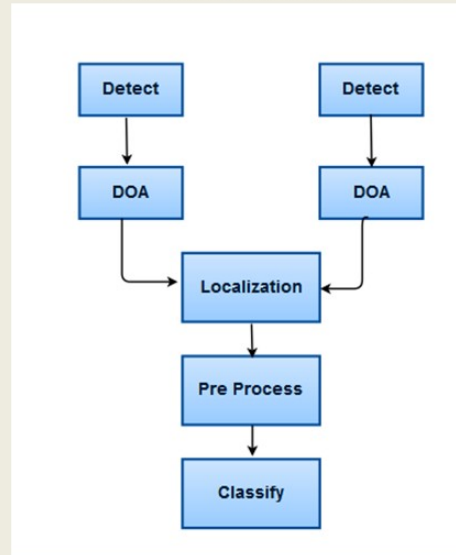 Detect
Detect
DOA
DOA
Localization
Pre Process
Classify